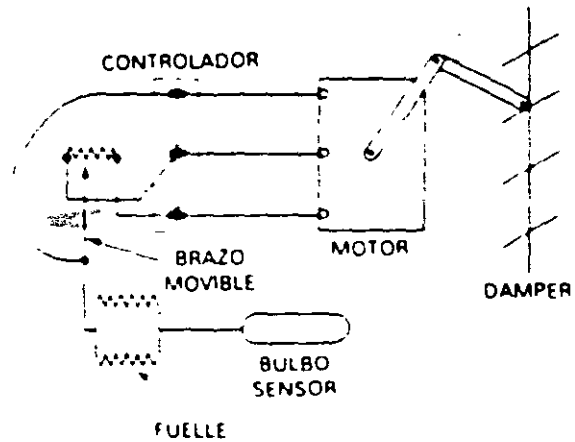 CONTROLADOR
BRAZO
MOVIBLE
MOTOR
DAMPER
BULBO
SENSOR
FUELLE